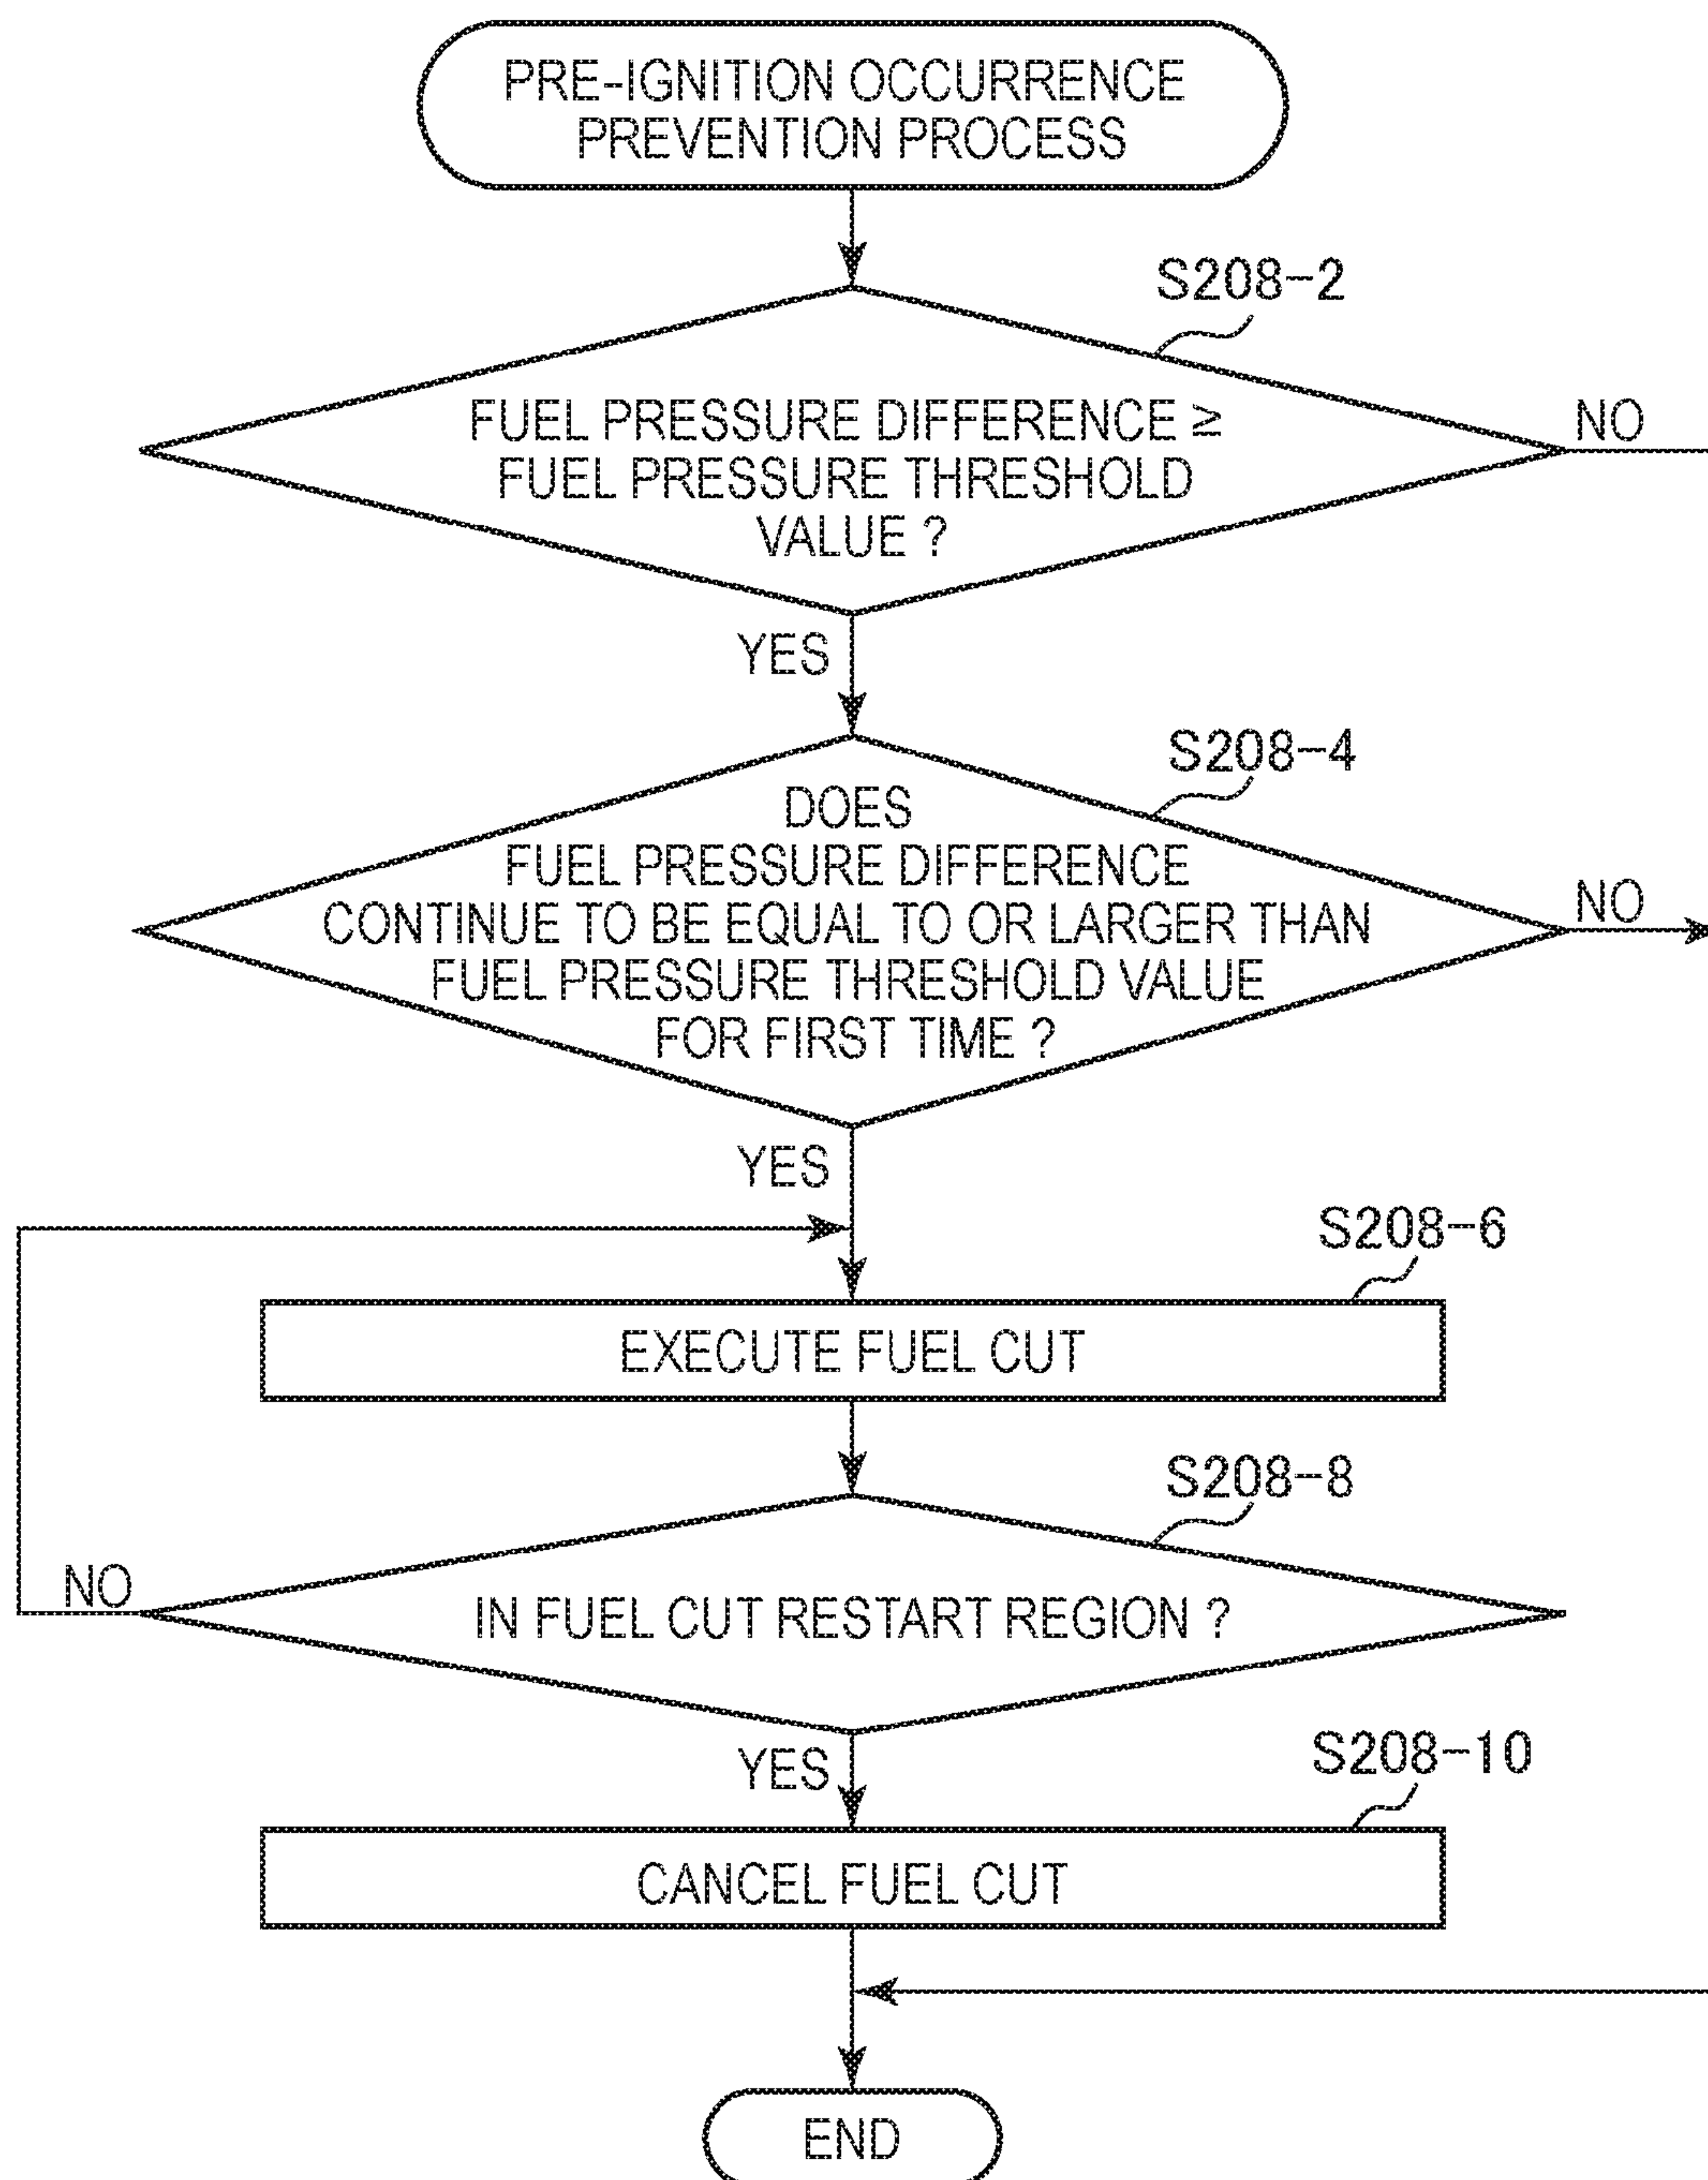 PRE-IGNITION OCCURRENCE
PREVENTION PROCESS
S208-2
FUEL PRESSURE DIFFERENCE ≥
FUEL PRESSURE THRESHOLD
VALUE ?
NO
YES
S208-4
DOES
FUEL PRESSURE DIFFERENCE
CONTINUE TO BE EQUAL TO OR LARGER THAN
FUEL PRESSURE THRESHOLD VALUE
FOR FIRST TIME ?
NO
YES
S208-6
EXECUTE FUEL CUT
S208-8
NO
IN FUEL CUT RESTART REGION ?
YES
S208-10
CANCEL FUEL CUT
END